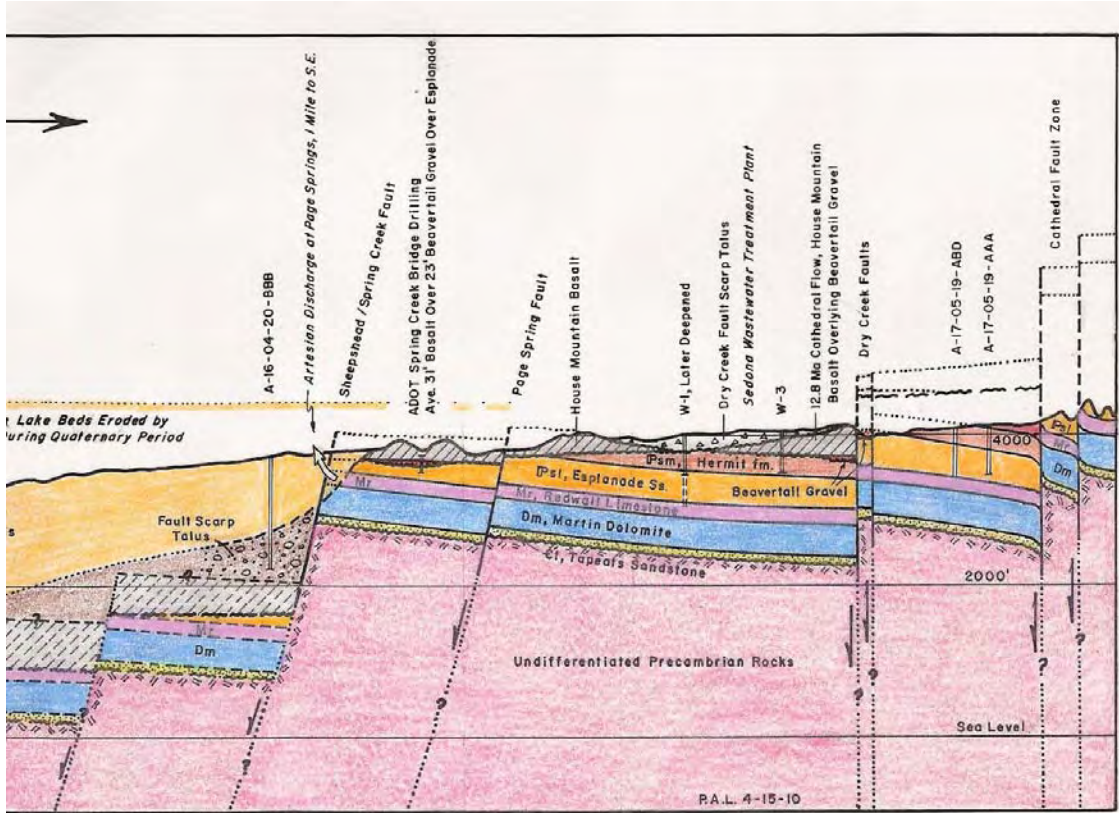 Artesian Discharge at Page Springs, 1 Mile to S.E.
A-16-04-20-BBB
Sheepshead/Spring Creek Fault
ADOT Spring Creek Bridge Drilling
Ave. 31' Basalt Over 23' Beavertail Gravel Over Esplanade
Page Spring Fault
House Mountain Basalt
W-1, Later Deepened
Dry Creek Fault Scarp Talus
Sedona Wastewater Treatment Plant
W-3
12.8 Ma Cathedral Flow, House Mountain
Basalt Overlying Beavertail Gravel
Dry Creek Faults
A-17-05-19-ABD
A-17-05-19-AAA
Cathedral Fault Zone
Lake Beds Eroded by
During Quaternary Period
s
Fault Scarp
Talus
?
Mr
Dm
Mr
ℙsm, Hermit fm.
ℙsl, Esplanade Ss.
Beavertail Gravel
Mr, Redwall Limestone
Dm, Martin Dolomite
Ꞓt, Tapeats Sandstone
4000'
ℙsl
Mr
Dm
2000'
Undifferentiated Precambrian Rocks
?
?
?
?
?
?
Sea Level
P.A.L. 4-15-10